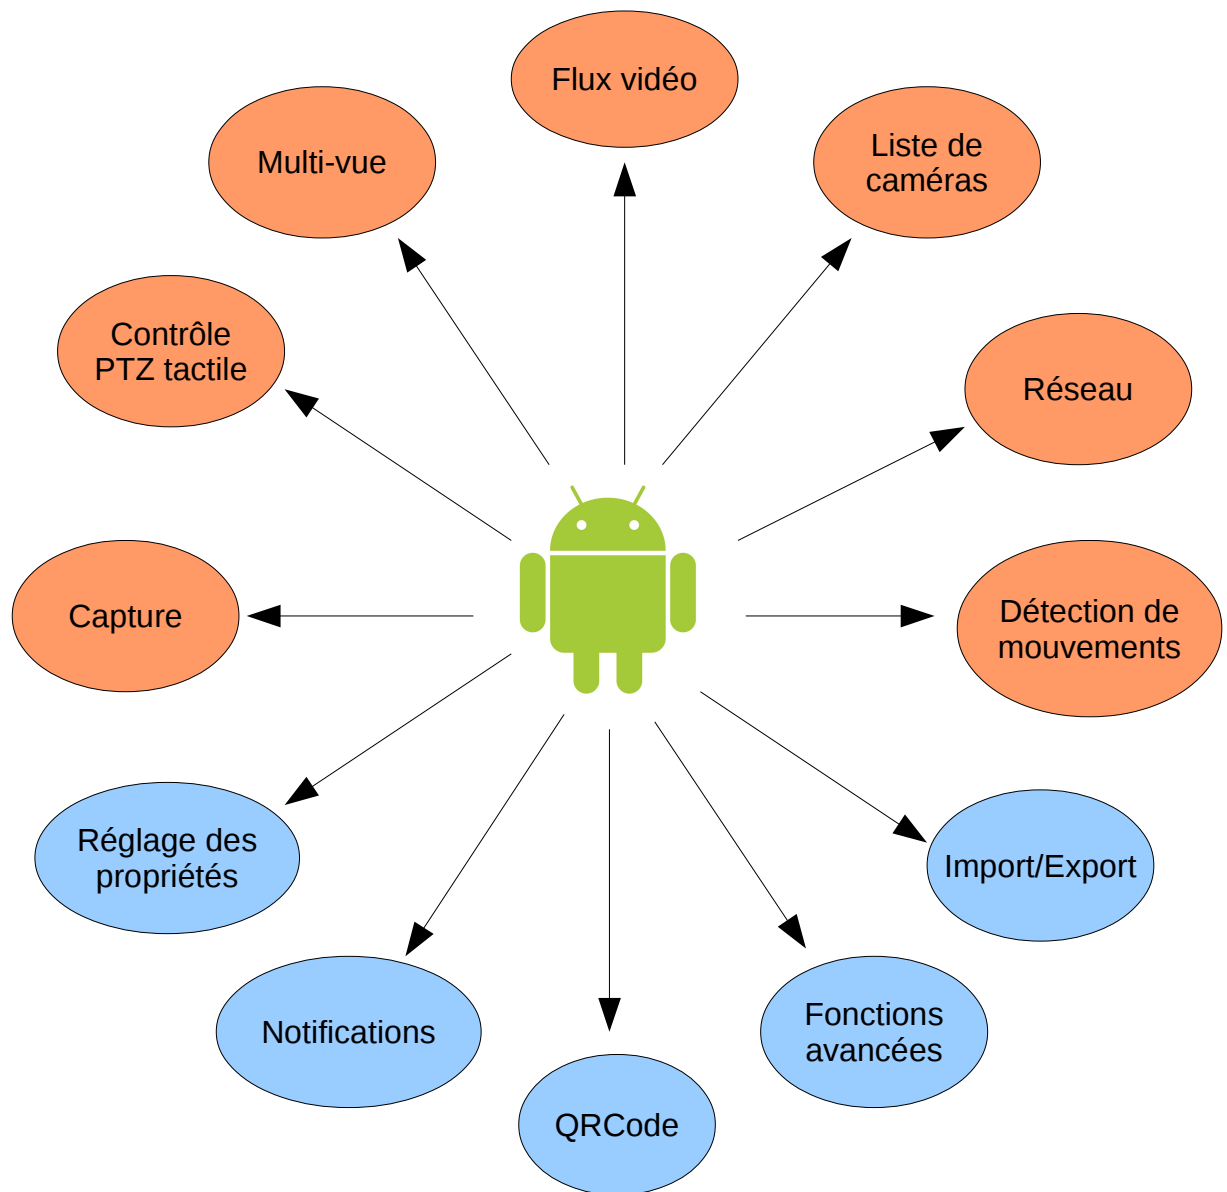 Flux vidéo
Multi-vue
Liste de
caméras
Contrôle
PTZ tactile
Réseau
Capture
Détection de
mouvements
Réglage des
propriétés
Import/Export
Notifications
Fonctions
avancées
QRCode